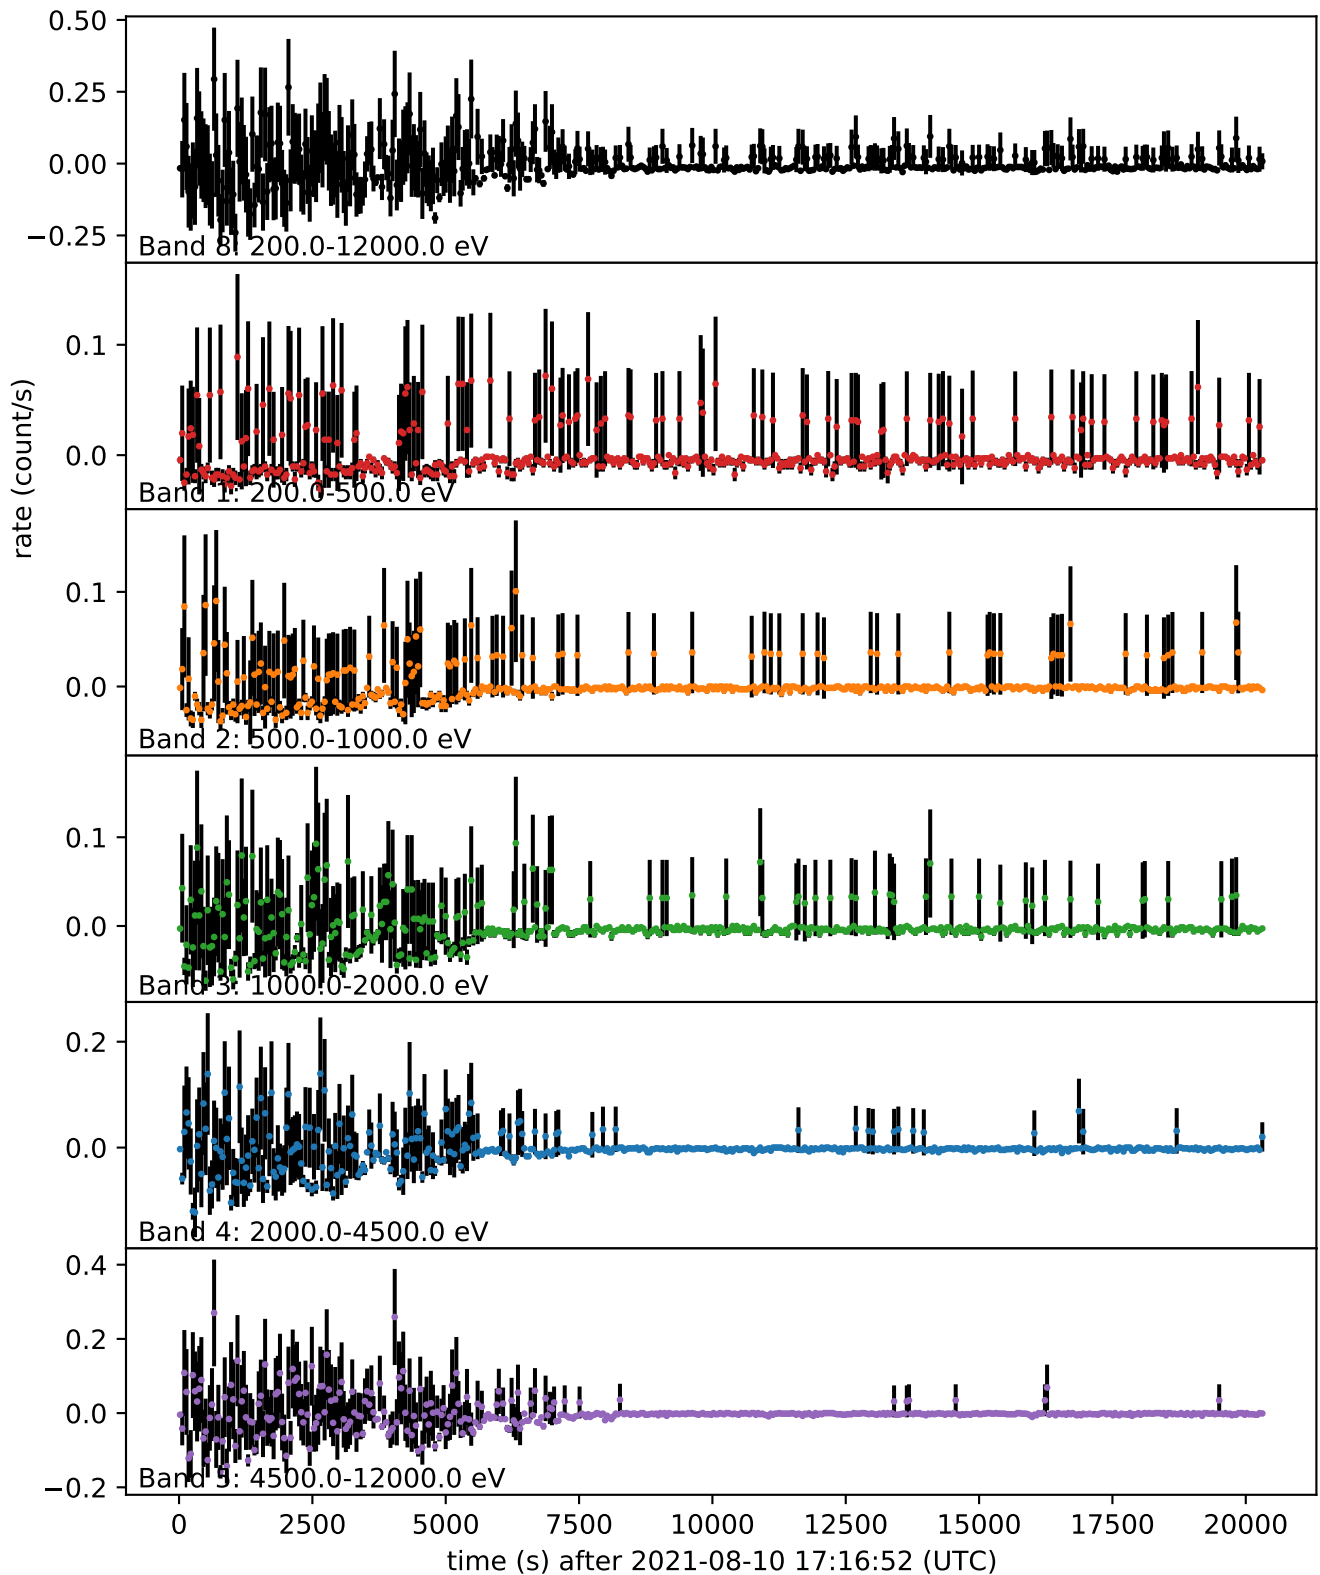 0.50
0.25
0.00
−0.25
Band 8: 200.0-12000.0 eV
0.1
0.0
Band 1: 200.0-500.0 eV
rate (count/s)
0.1
0.0
Band 2: 500.0-1000.0 eV
0.1
0.0
Band 3: 1000.0-2000.0 eV
0.2
0.0
Band 4: 2000.0-4500.0 eV
0.4
0.2
0.0
−0.2
Band 5: 4500.0-12000.0 eV
0 2500 5000 7500 10000 12500 15000 17500 20000
time (s) after 2021-08-10 17:16:52 (UTC)